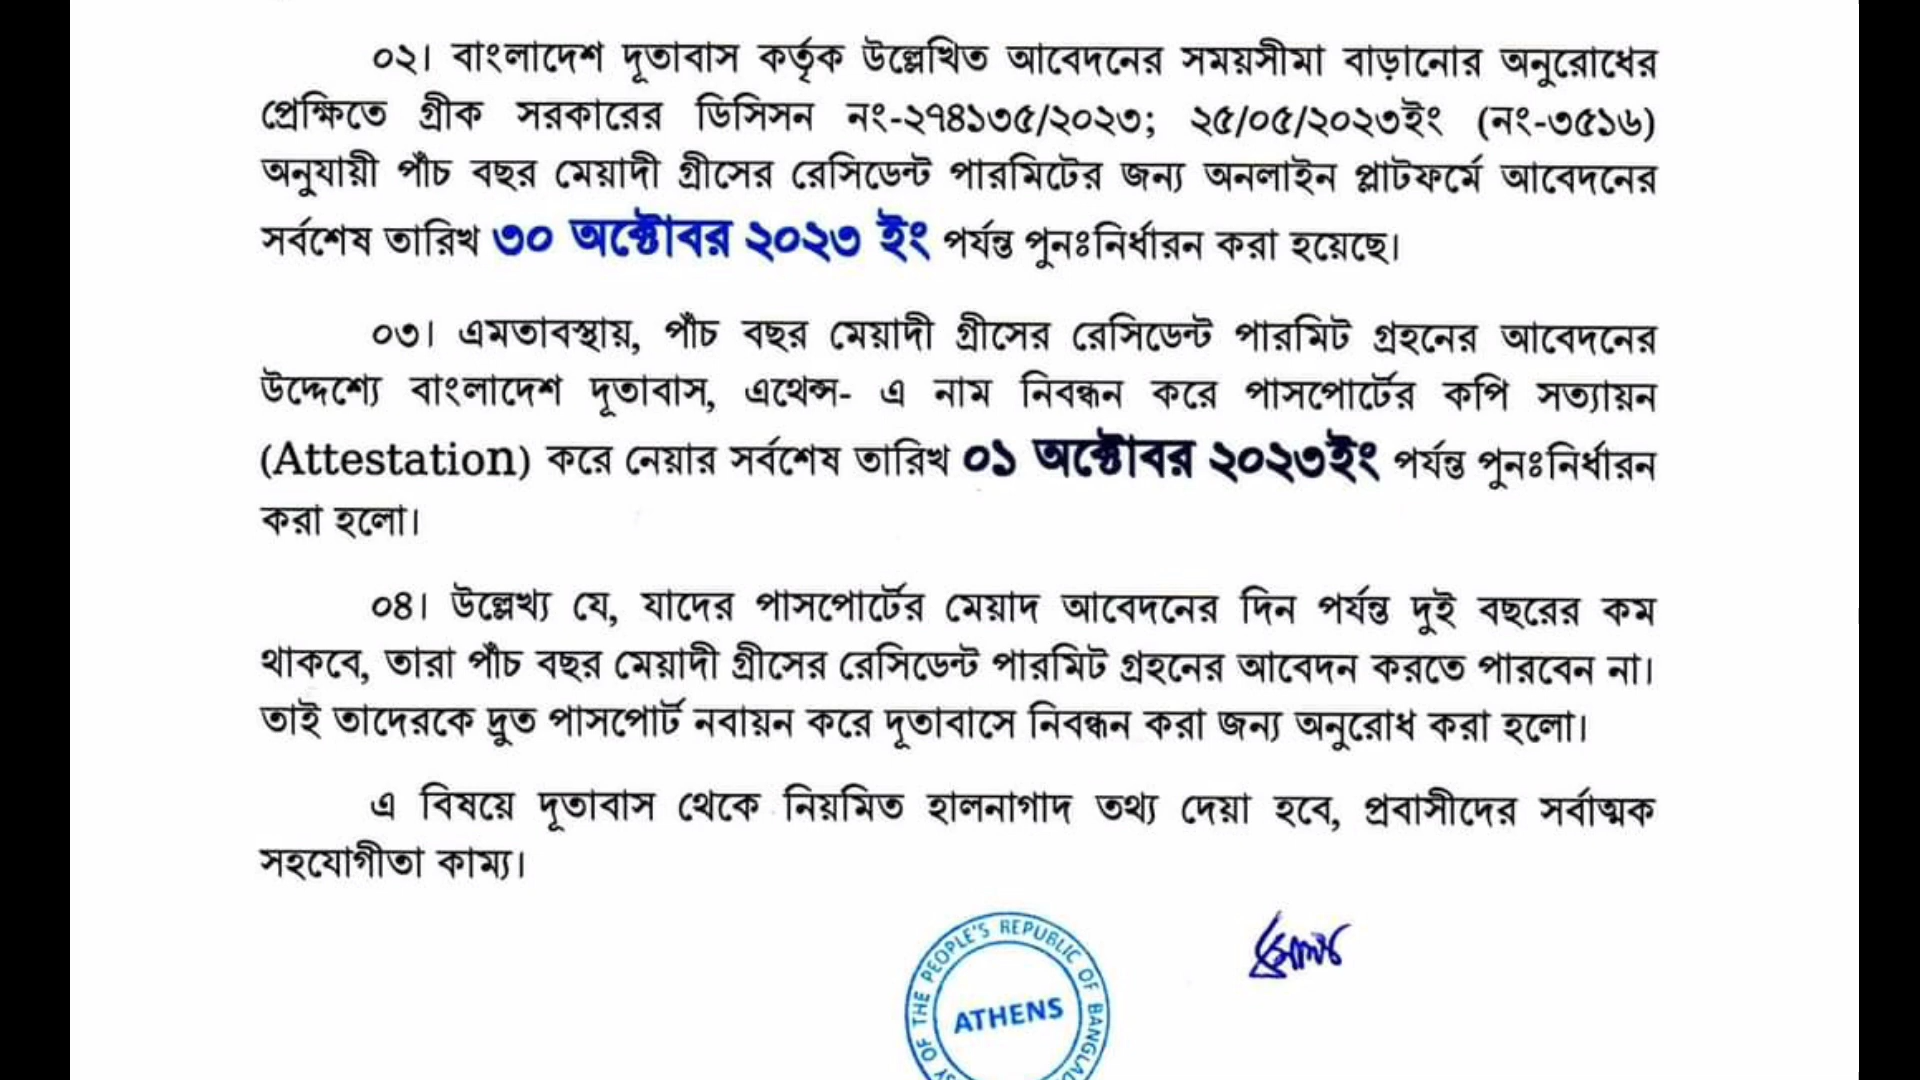 ০২। বাংলাদেশ দূতাবাস কর্তৃক উল্লেখিত আবেদনের সময়সীমা বাড়ানোর অনুরোধের
প্রেক্ষিতে গ্রীক সরকারের ডিসিসন নং-২৭৪১৩৫/২০২৩; ২৫/০৫/২০২৩ইং (নং-৩৫১৬)
অনুযায়ী পাঁচ বছর মেয়াদী গ্রীসের রেসিডেন্ট পারমিটের জন্য অনলাইন প্লাটফর্মে আবেদনের
সর্বশেষ তারিখ ৩০ অক্টোবর ২০২৩ ইং পর্যন্ত পুনঃনির্ধারন করা হয়েছে।
০৩। এমতাবস্থায়, পাঁচ বছর মেয়াদী গ্রীসের রেসিডেন্ট পারমিট গ্রহনের আবেদনের
উদ্দেশ্যে বাংলাদেশ দূতাবাস, এথেন্স- এ নাম নিবন্ধন করে পাসপোর্টের কপি সত্যায়ন
(Attestation) করে নেয়ার সর্বশেষ তারিখ ০১ অক্টোবর ২০২৩ইং পর্যন্ত পুনঃনির্ধারন
করা হলো।
০৪। উল্লেখ্য যে, যাদের পাসপোর্টের মেয়াদ আবেদনের দিন পর্যন্ত দুই বছরের কম
থাকবে, তারা পাঁচ বছর মেয়াদী গ্রীসের রেসিডেন্ট পারমিট গ্রহনের আবেদন করতে পারবেন না।
তাই তাদেরকে দ্রুত পাসপোর্ট নবায়ন করে দূতাবাসে নিবন্ধন করা জন্য অনুরোধ করা হলো।
এ বিষয়ে দূতাবাস থেকে নিয়মিত হালনাগাদ তথ্য দেয়া হবে, প্রবাসীদের সর্বাত্মক
সহযোগীতা কাম্য।
OF THE PEOPLE'S REPUBLIC OF
ATHENS